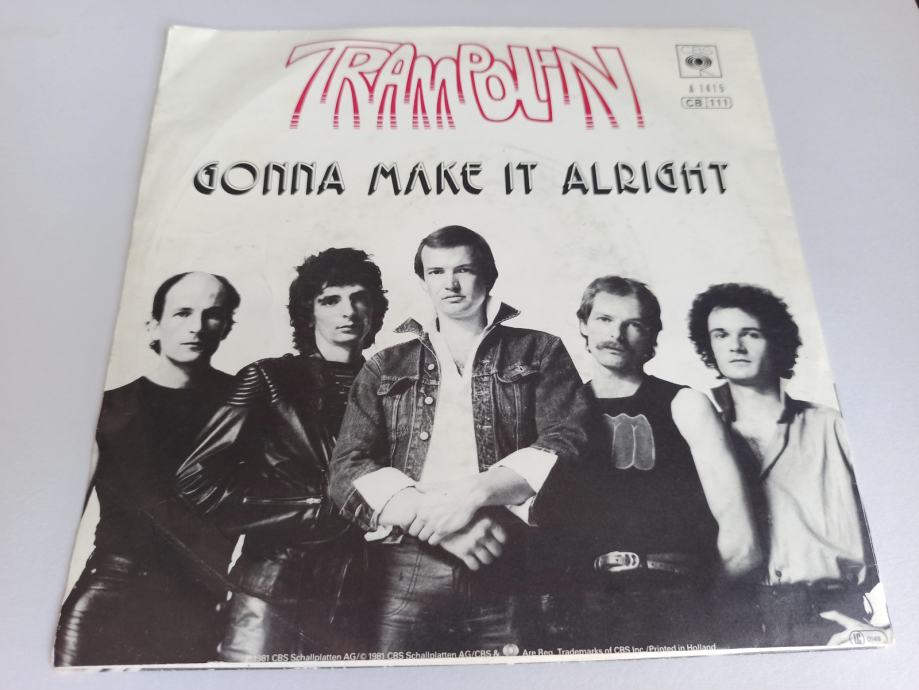 TRAMPOLIN
CBS
A 1415
CB 111
GONNA MAKE IT ALRIGHT
1981 CBS Schallplatten AG/© 1981 CBS Schallplatten AG/CBS & Are Reg. Trademarks of CBS Inc./Printed in Holland